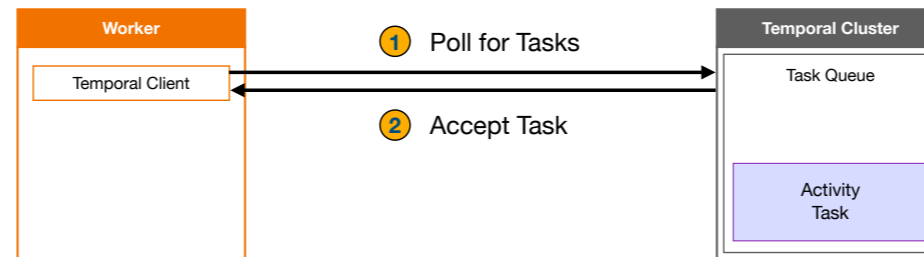 Worker
Temporal Client
1 Poll for Tasks
2 Accept Task
Temporal Cluster
Task Queue
Activity
Task